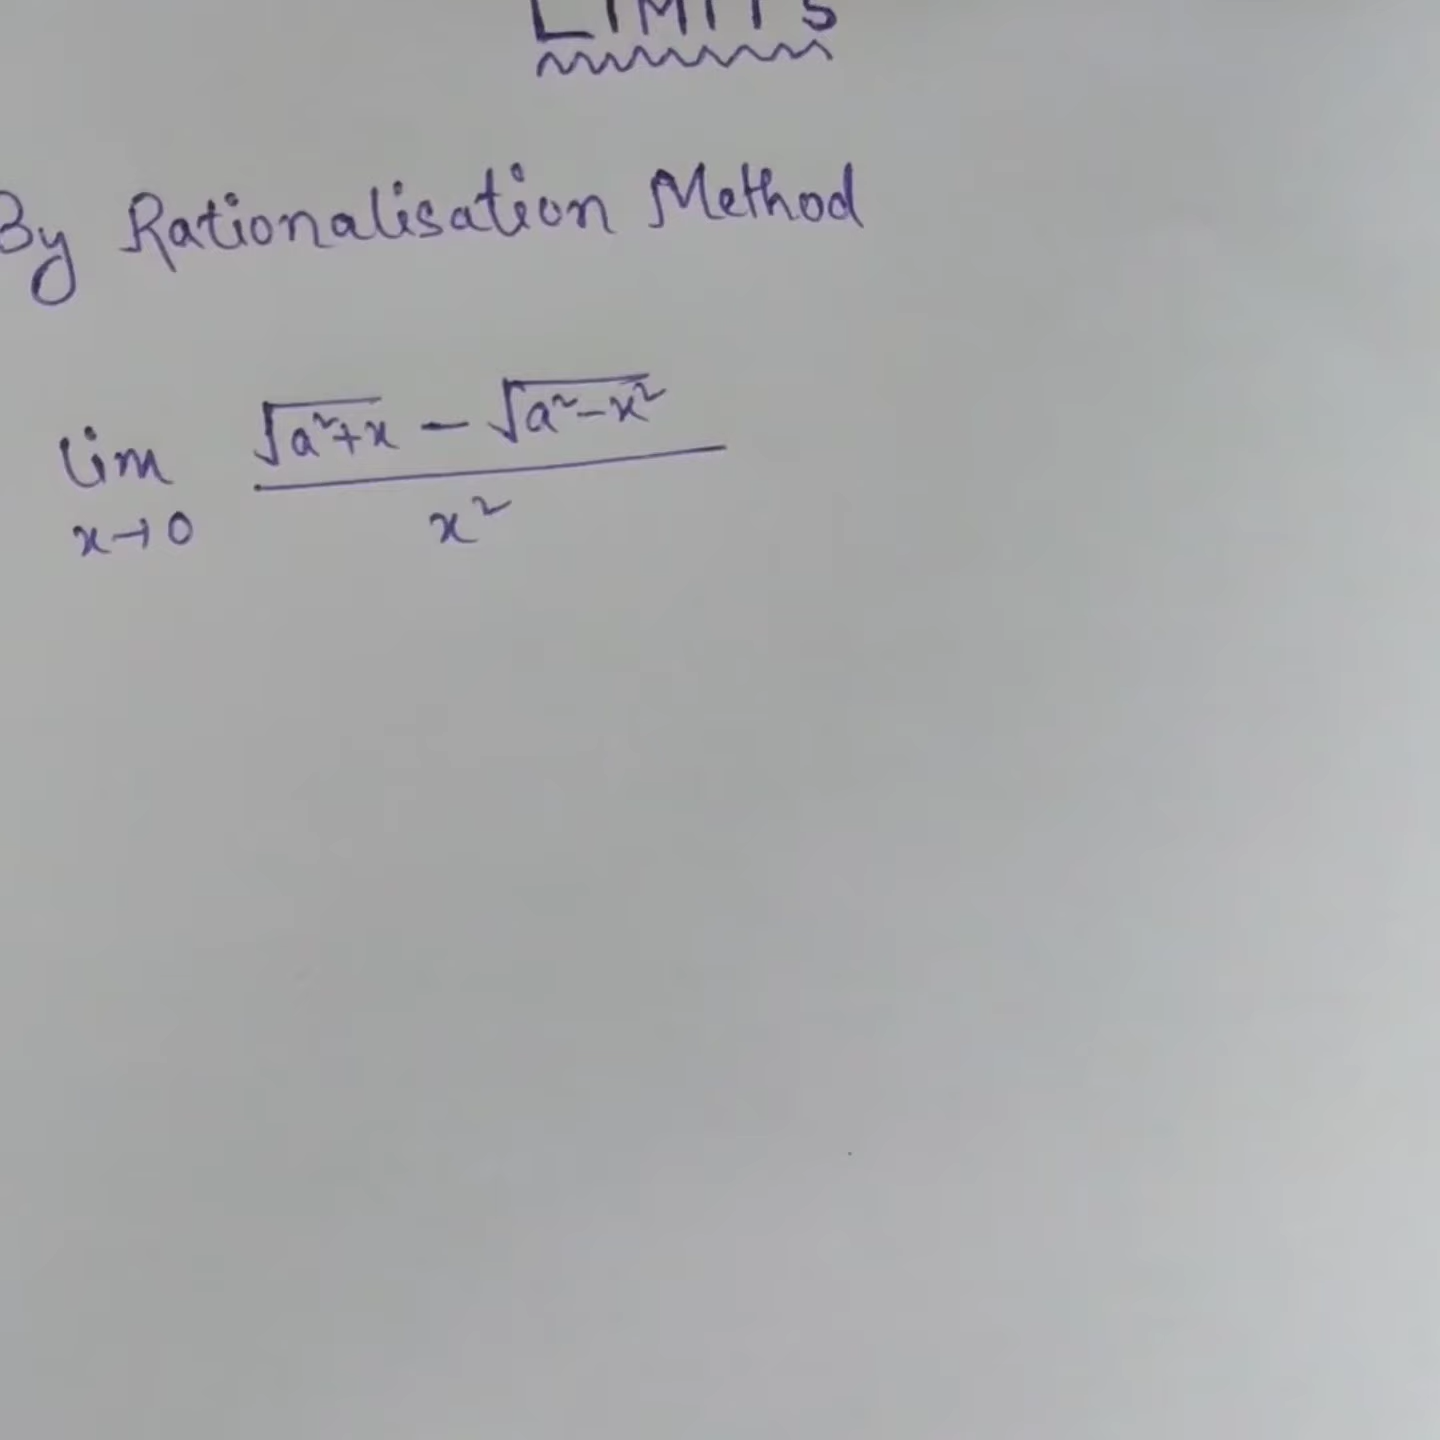 LIMITS
By Rationalisation Method
lim x→0 (√(a²+x) − √(a²−x²)) / x²